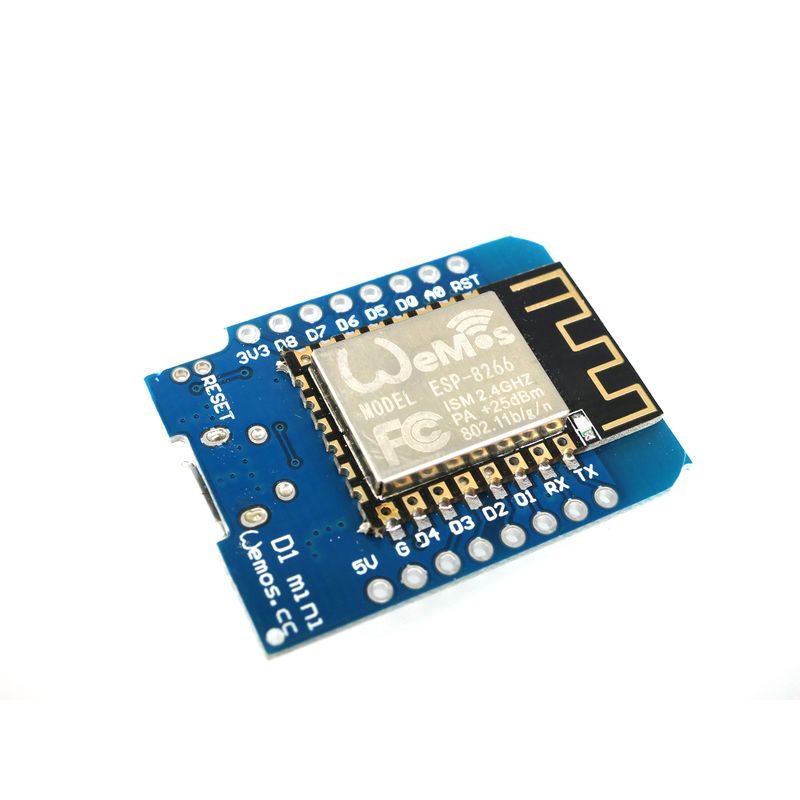 3V3 D8 D7 D6 D5 D0 A0 RST
RESET
WeMos
MODEL ESP-8266
FC
ISM 2.4GHZ
PA +25dBm
802.11b/g/n
5V G D4 D3 D2 D1 RX TX
D1 mini
Wemos.cc